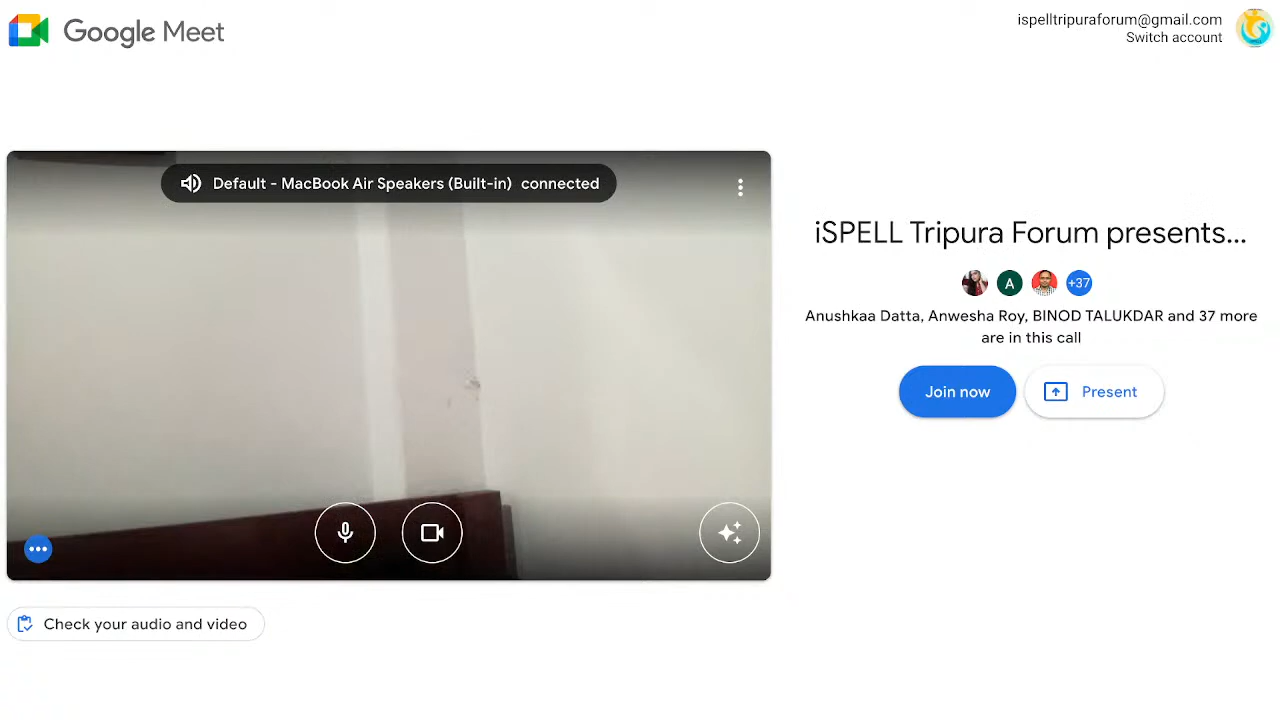 Google Meet
ispelltripuraforum@gmail.com
Switch account
Default - MacBook Air Speakers (Built-in) connected
iSPELL Tripura Forum presents...
A
+37
Anushkaa Datta, Anwesha Roy, BINOD TALUKDAR and 37 more
are in this call
Join now
Present
Check your audio and video